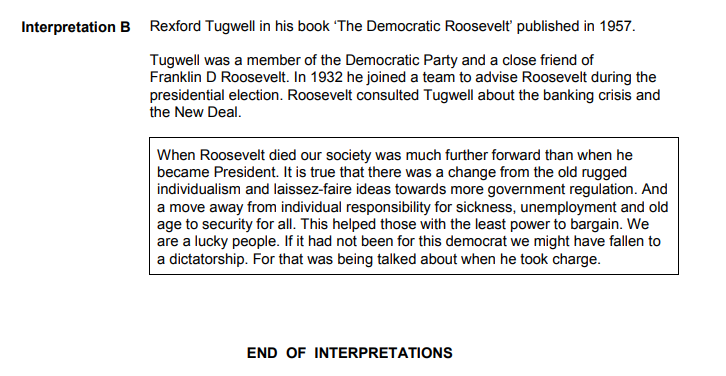 Interpretation B Rexford Tugwell in his book ‘The Democratic Roosevelt’ published in 1957.
Tugwell was a member of the Democratic Party and a close friend of
Franklin D Roosevelt. In 1932 he joined a team to advise Roosevelt during the
presidential election. Roosevelt consulted Tugwell about the banking crisis and
the New Deal.
When Roosevelt died our society was much further forward than when he
became President. It is true that there was a change from the old rugged
individualism and laissez-faire ideas towards more government regulation. And
a move away from individual responsibility for sickness, unemployment and old
age to security for all. This helped those with the least power to bargain. We
are a lucky people. If it had not been for this democrat we might have fallen to
a dictatorship. For that was being talked about when he took charge.
END OF INTERPRETATIONS